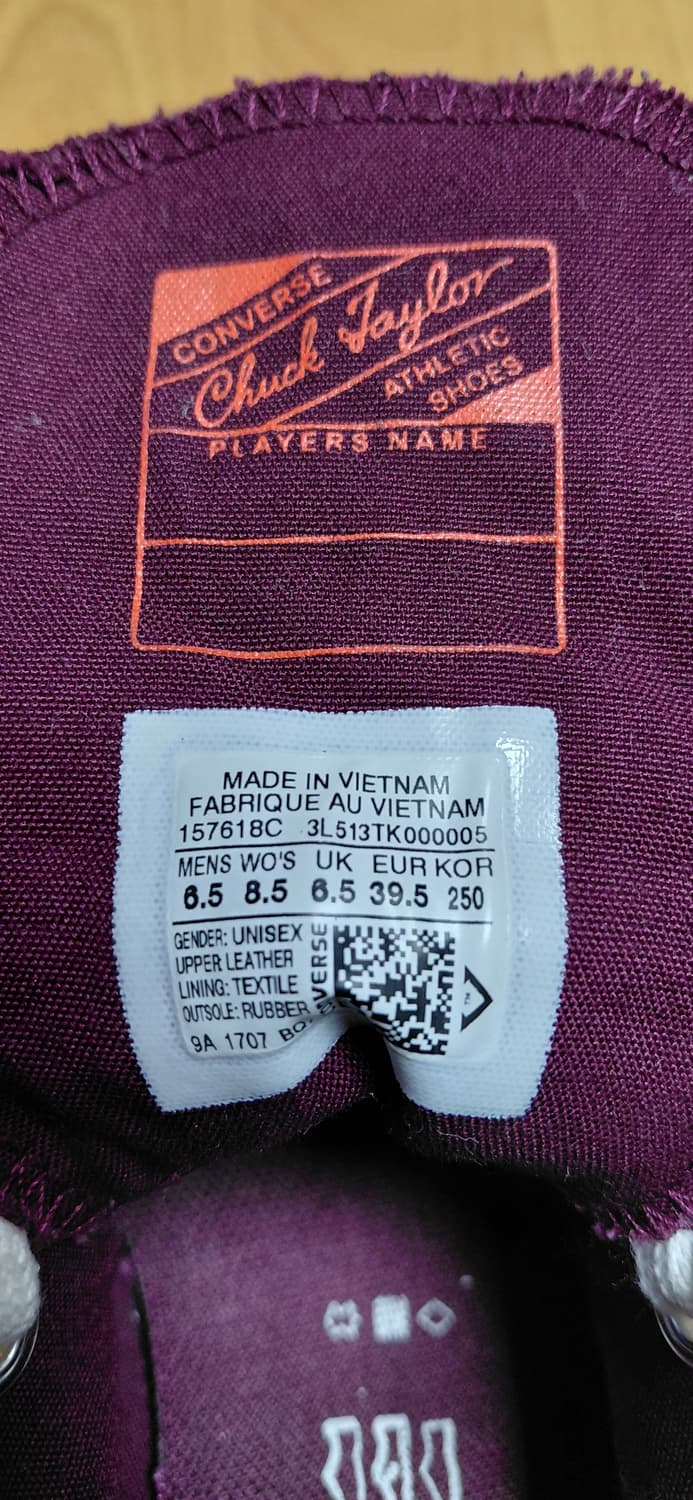 CONVERSE
Chuck Taylor
ATHLETIC
SHOES
PLAYERS NAME
MADE IN VIETNAM
FABRIQUE AU VIETNAM
157618C 3L513TK000005
MENS WO'S UK EUR KOR
6.5 8.5 6.5 39.5 250
GENDER: UNISEX
UPPER LEATHER
LINING: TEXTILE
OUTSOLE: RUBBER
9A 1707